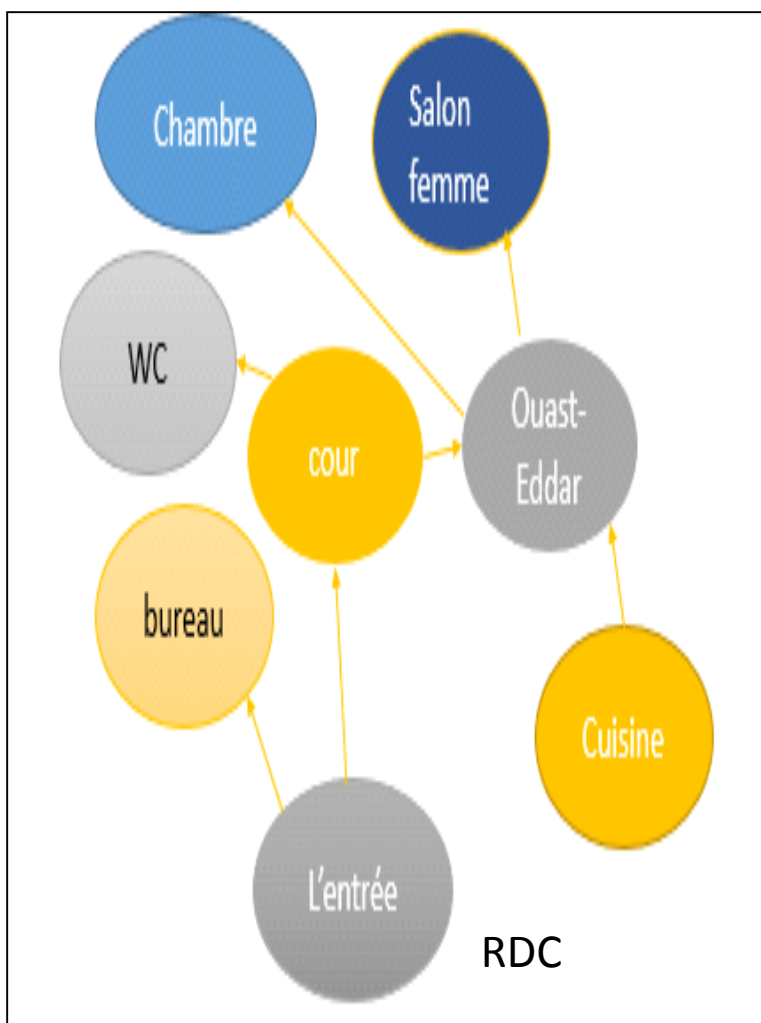 Chambre
Salon
femme
WC
cour
Ouast-
Eddar
bureau
Cuisine
L'entrée
RDC